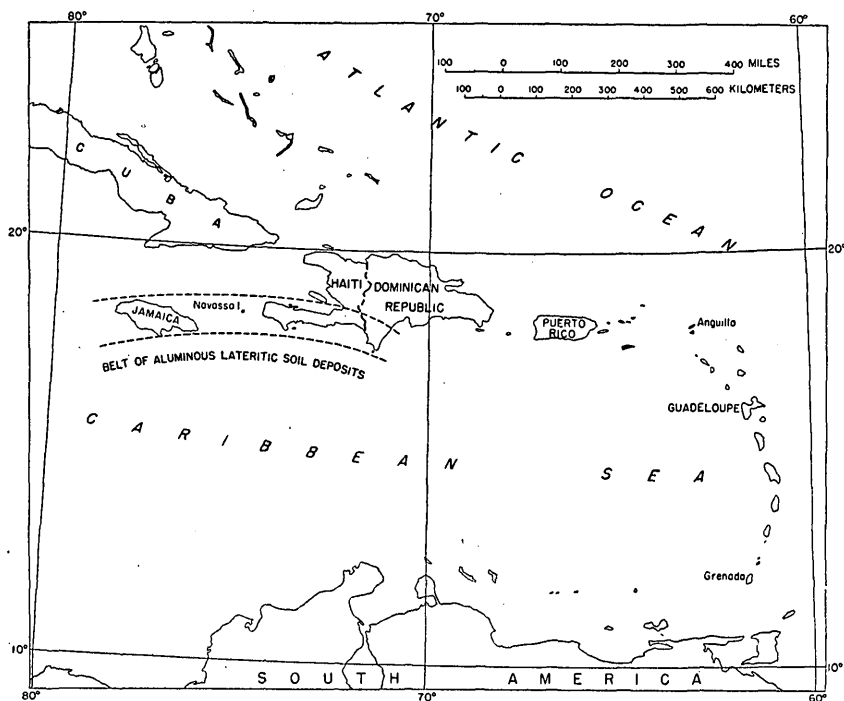 80° 70° 60°
100 0 100 200 300 400 MILES
100 0 100 200 300 400 500 600 KILOMETERS
ATLANTIC OCEAN
CUBA
20° 20°
HAITI DOMINICAN
REPUBLIC
Navassa I.
JAMAICA
PUERTO
RICO
Anguilla
BELT OF ALUMINOUS LATERITIC SOIL DEPOSITS
GUADELOUPE
CARIBBEAN SEA
Grenada
10° 10°
SOUTH AMERICA
80° 70° 60°